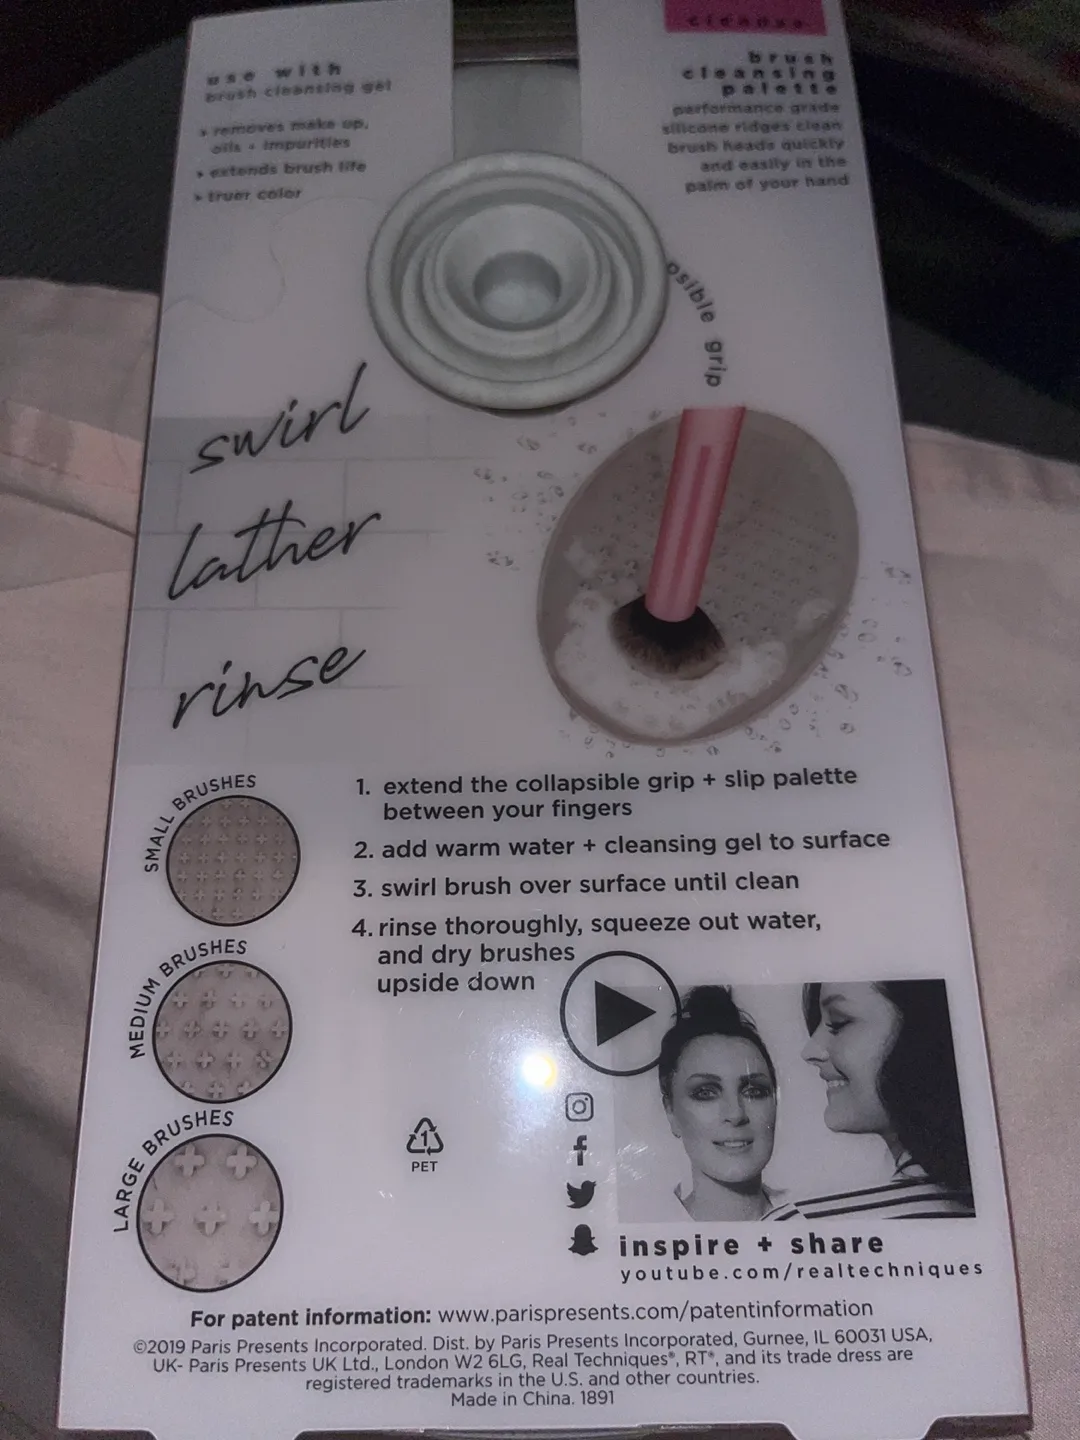 cleanse
use with
brush cleansing gel
▸ removes make up,
oils + impurities
▸ extends brush life
▸ truer color
brush
cleansing
palette
performance grade
silicone ridges clean
brush heads quickly
and easily in the
palm of your hand
psible grip
swirl
lather
rinse
SMALL BRUSHES
1. extend the collapsible grip + slip palette
between your fingers
2. add warm water + cleansing gel to surface
3. swirl brush over surface until clean
4. rinse thoroughly, squeeze out water,
and dry brushes
upside down
MEDIUM BRUSHES
LARGE BRUSHES
1
PET
inspire + share
youtube.com/realtechniques
For patent information: www.parispresents.com/patentinformation
©2019 Paris Presents Incorporated. Dist. by Paris Presents Incorporated, Gurnee, IL 60031 USA,
UK- Paris Presents UK Ltd., London W2 6LG, Real Techniques®, RT®, and its trade dress are
registered trademarks in the U.S. and other countries.
Made in China. 1891